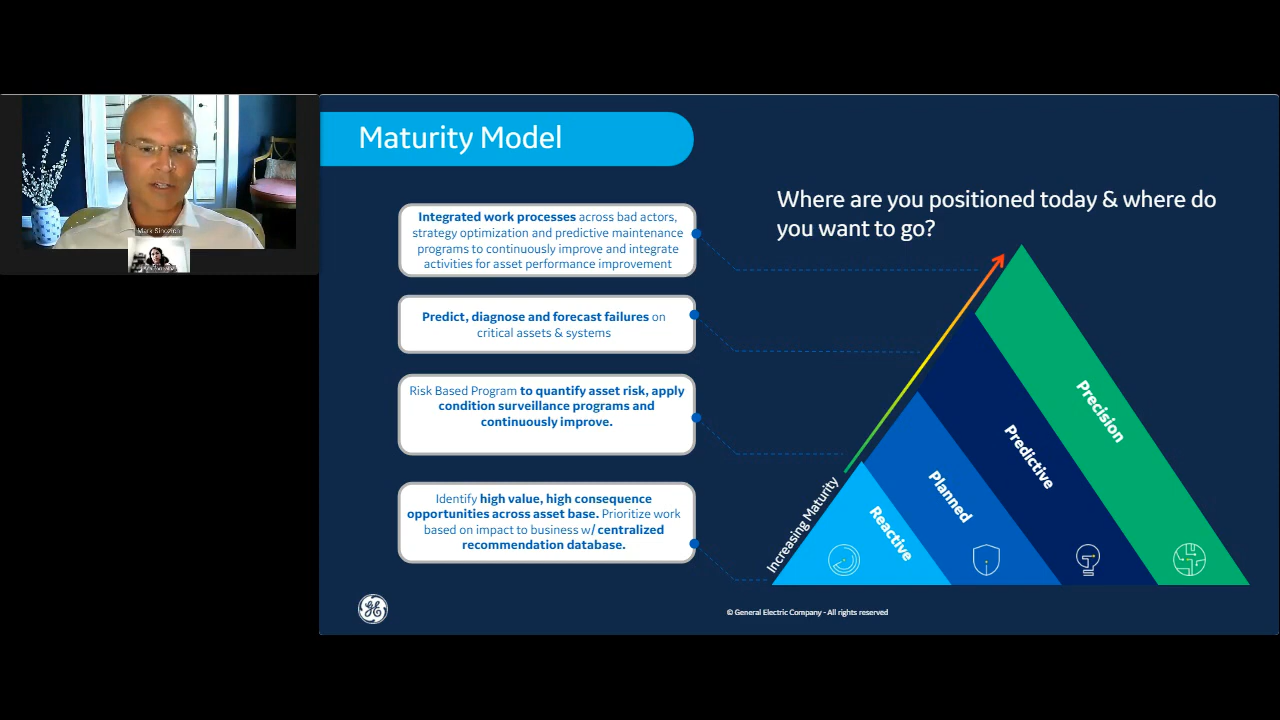 Maturity Model
Where are you positioned today & where do
you want to go?
Integrated work processes across bad actors,
strategy optimization and predictive maintenance
programs to continuously improve and integrate
activities for asset performance improvement
Predict, diagnose and forecast failures on
critical assets & systems
Risk Based Program to quantify asset risk, apply
condition surveillance programs and
continuously improve.
Identify high value, high consequence
opportunities across asset base. Prioritize work
based on impact to business w/ centralized
recommendation database.
Increasing Maturity
Reactive
Planned
Predictive
Precision
© General Electric Company - All rights reserved
Mark